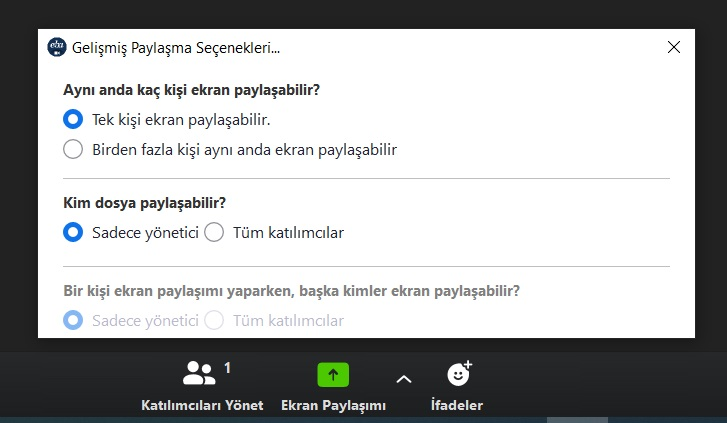 eba
Gelişmiş Paylaşma Seçenekleri...
Aynı anda kaç kişi ekran paylaşabilir?
Tek kişi ekran paylaşabilir.
Birden fazla kişi aynı anda ekran paylaşabilir
Kim dosya paylaşabilir?
Sadece yönetici Tüm katılımcılar
Bir kişi ekran paylaşımı yaparken, başka kimler ekran paylaşabilir?
Sadece yönetici Tüm katılımcılar
1
Katılımcıları Yönet Ekran Paylaşımı İfadeler